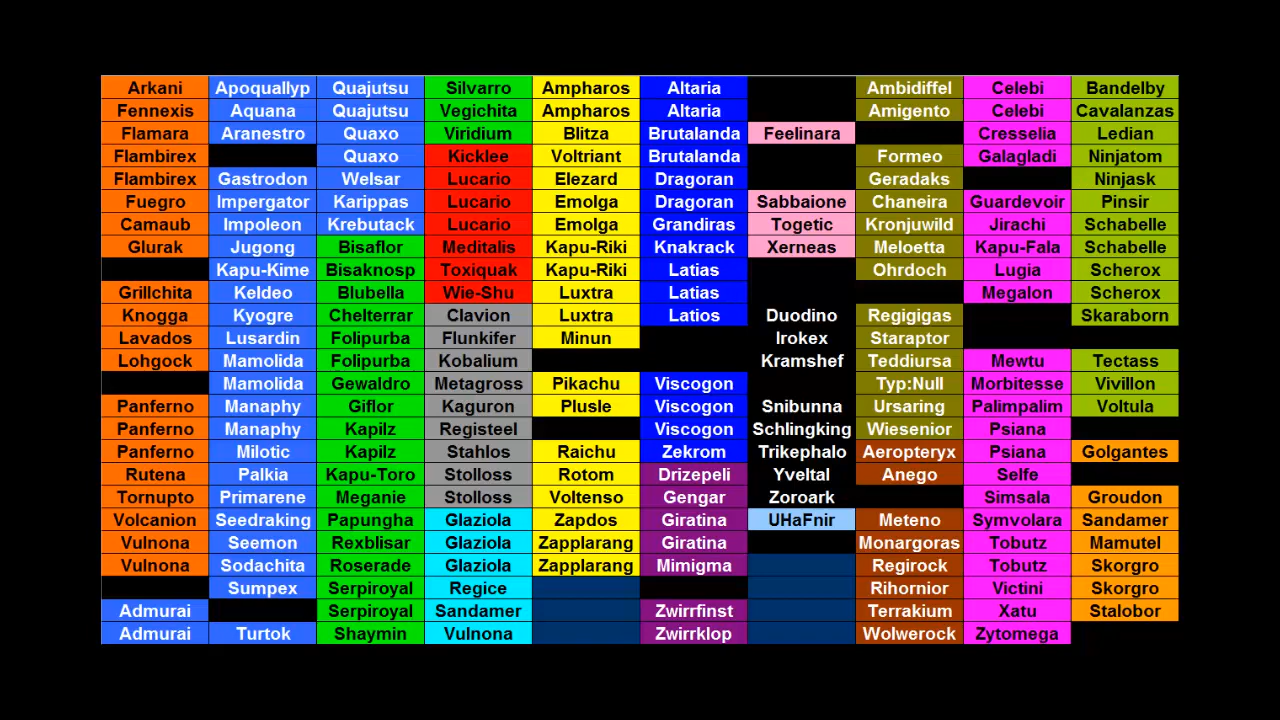 Arkani Apoquallyp Quajutsu Silvarro Ampharos Altaria Ambidiffel Celebi Bandelby
Fennexis Aquana Quajutsu Vegichita Ampharos Altaria Amigento Celebi Cavalanzas
Flamara Aranestro Quaxo Viridium Blitza Brutalanda Feelinara Cresselia Ledian
Flambirex Quaxo Kicklee Voltriant Brutalanda Formeo Galagladi Ninjatom
Flambirex Gastrodon Welsar Lucario Elezard Dragoran Geradaks Ninjask
Fuegro Impergator Karippas Lucario Emolga Dragoran Sabbaione Chaneira Guardevoir Pinsir
Camaub Impoleon Krebutack Lucario Emolga Grandiras Togetic Kronjuwild Jirachi Schabelle
Glurak Jugong Bisaflor Meditalis Kapu-Riki Knakrack Xerneas Meloetta Kapu-Fala Schabelle
Kapu-Kime Bisaknosp Toxiquak Kapu-Riki Latias Ohrdoch Lugia Scherox
Grillchita Keldeo Blubella Wie-Shu Luxtra Latias Megalon Scherox
Knogga Kyogre Chelterrar Clavion Luxtra Latios Duodino Regigigas Skaraborn
Lavados Lusardin Folipurba Flunkifer Minun Irokex Staraptor
Lohgock Mamolida Folipurba Kobalium Kramshef Teddiursa Mewtu Tectass
Mamolida Gewaldro Metagross Pikachu Viscogon Typ:Null Morbitesse Vivillon
Panferno Manaphy Giflor Kaguron Plusle Viscogon Snibunna Ursaring Palimpalim Voltula
Panferno Manaphy Kapilz Registeel Viscogon Schlingking Wiesenior Psiana
Panferno Milotic Kapilz Stahlos Raichu Zekrom Trikephalo Aeropteryx Psiana Golgantes
Rutena Palkia Kapu-Toro Stolloss Rotom Drizepeli Yveltal Anego Selfe
Tornupto Primarene Meganie Stolloss Voltenso Gengar Zoroark Simsala Groudon
Volcanion Seedraking Papungha Glaziola Zapdos Giratina UHaFnir Meteno Symvolara Sandamer
Vulnona Seemon Rexblisar Glaziola Zapplarang Giratina Monargoras Tobutz Mamutel
Vulnona Sodachita Roserade Glaziola Zapplarang Mimigma Regirock Tobutz Skorgro
Sumpex Serpiroyal Regice Rihornior Victini Skorgro
Admurai Serpiroyal Sandamer Zwirrfinst Terrakium Xatu Stalobor
Admurai Turtok Shaymin Vulnona Zwirrklop Wolwerock Zytomega